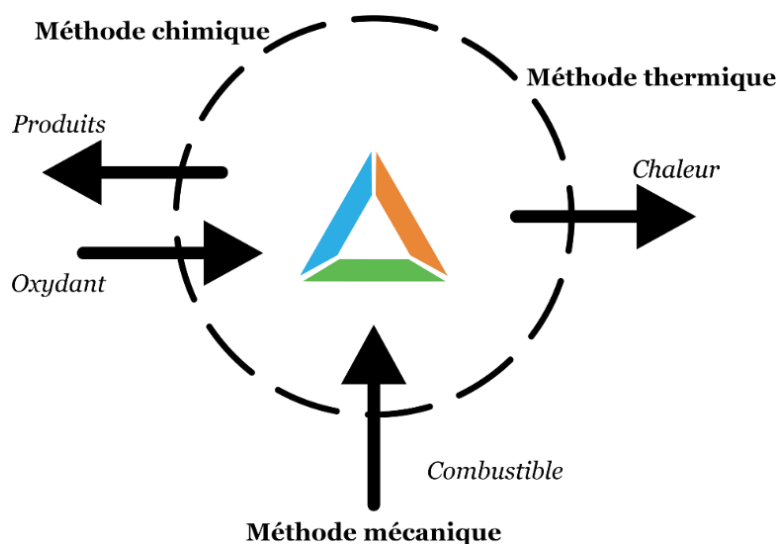 Méthode chimique
Méthode thermique
Produits
Chaleur
Oxydant
Combustible
Méthode mécanique